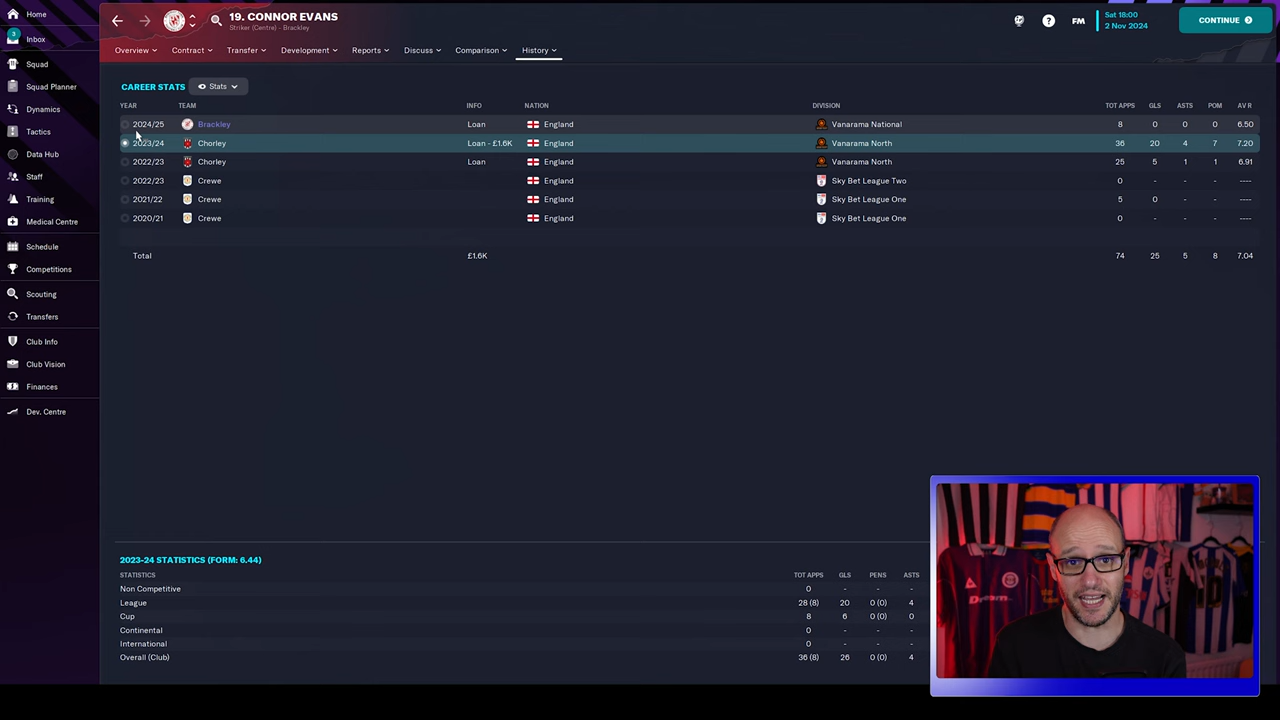 Home
19. CONNOR EVANS
Striker (Centre) - Brackley
FM
Sat 18:00
2 Nov 2024
CONTINUE
3
Inbox
Squad
Squad Planner
Dynamics
Tactics
Data Hub
Staff
Training
Medical Centre
Schedule
Competitions
Scouting
Transfers
Club Info
Club Vision
Finances
Dev. Centre
Overview Contract Transfer Development Reports Discuss Comparison History
CAREER STATS Stats
YEAR TEAM INFO NATION DIVISION TOT APPS GLS ASTS POM AV R
2024/25 Brackley Loan England Vanarama National 8 0 0 0 6.50
2023/24 Chorley Loan - £1.6K England Vanarama North 36 20 4 7 7.20
2022/23 Chorley Loan England Vanarama North 25 5 1 1 6.91
2022/23 Crewe England Sky Bet League Two 0 - - - ----
2021/22 Crewe England Sky Bet League One 5 0 - - ----
2020/21 Crewe England Sky Bet League One 0 - - - ----
Total £1.6K 74 25 5 8 7.04
2023-24 STATISTICS (FORM: 6.44)
STATISTICS TOT APPS GLS PENS ASTS
Non Competitive 0 - - -
League 28 (8) 20 0 (0) 4
Cup 8 6 0 (0) 0
Continental 0 - - -
International 0 - - -
Overall (Club) 36 (8) 26 0 (0) 4